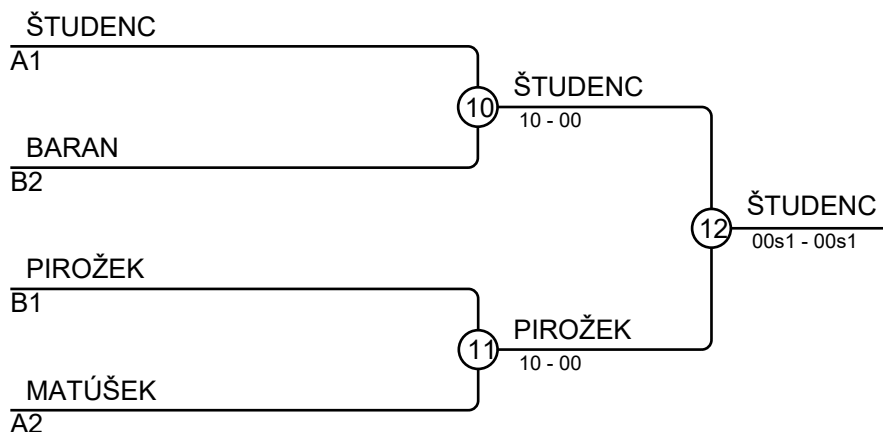 ŠTUDENC
A1
10
ŠTUDENC
10 - 00
BARAN
B2
12
ŠTUDENC
00s1 - 00s1
PIROŽEK
B1
11
PIROŽEK
10 - 00
MATÚŠEK
A2